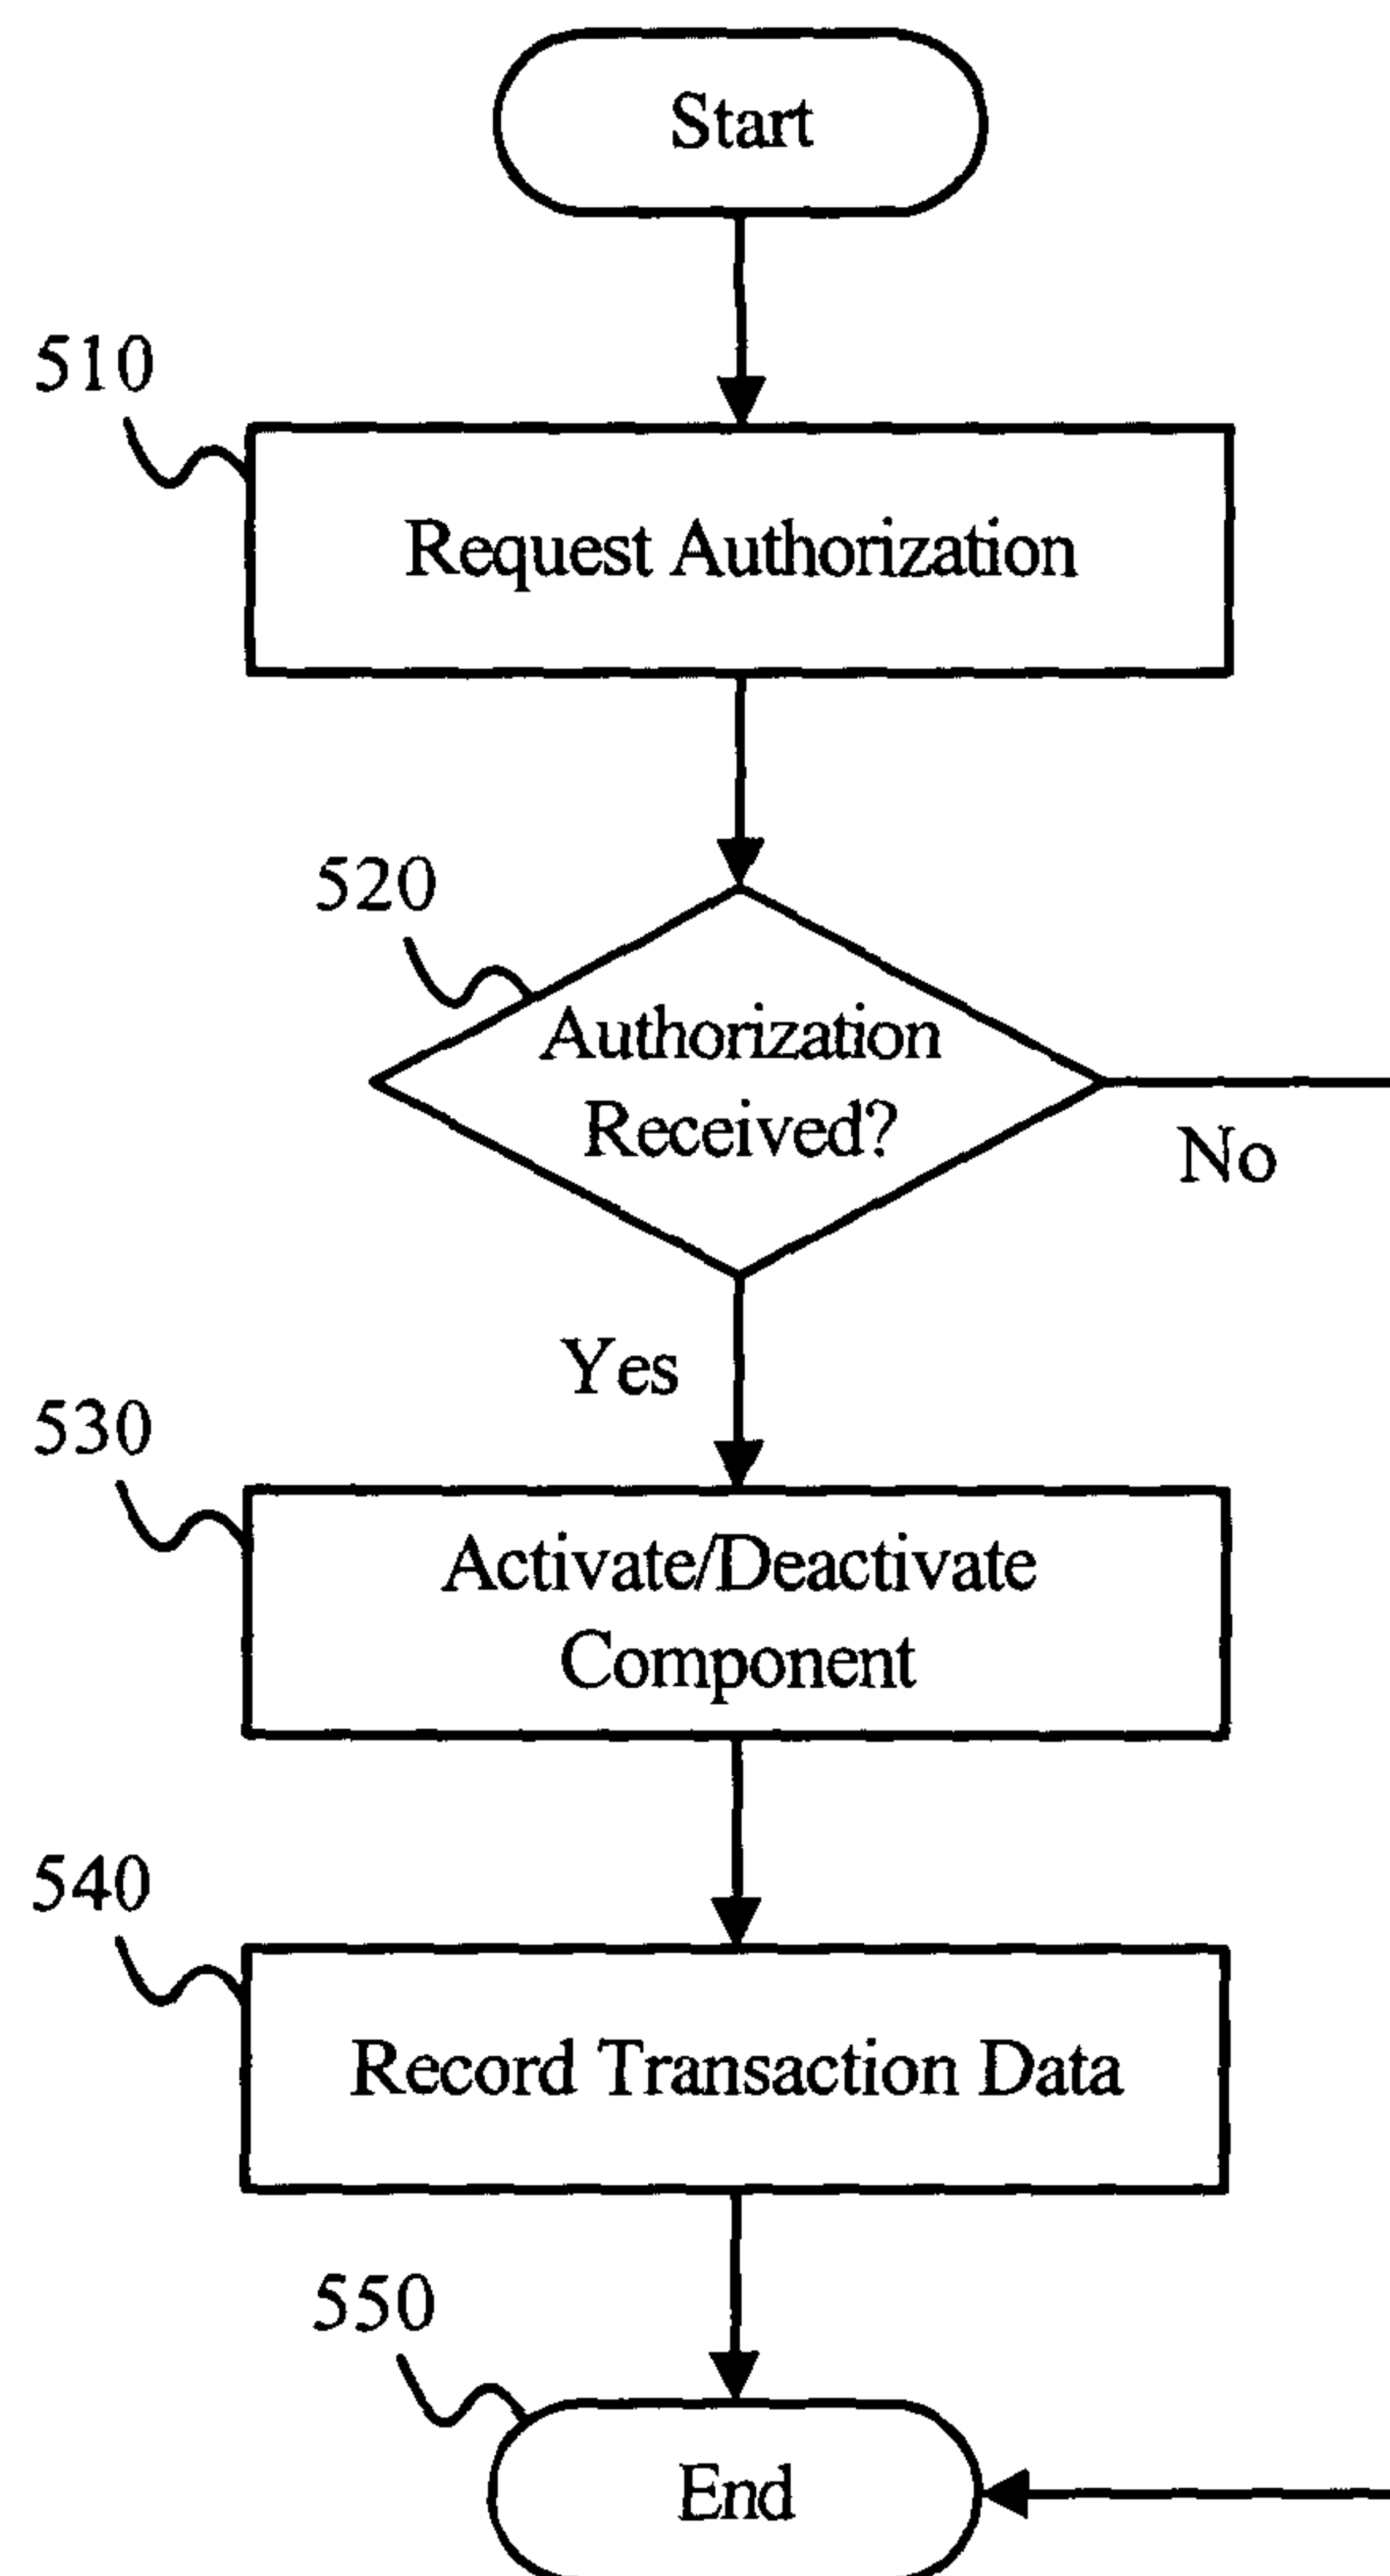 Start
510
Request Authorization
520
Authorization
Received?
No
Yes
530
Activate/Deactivate
Component
540
Record Transaction Data
550
End